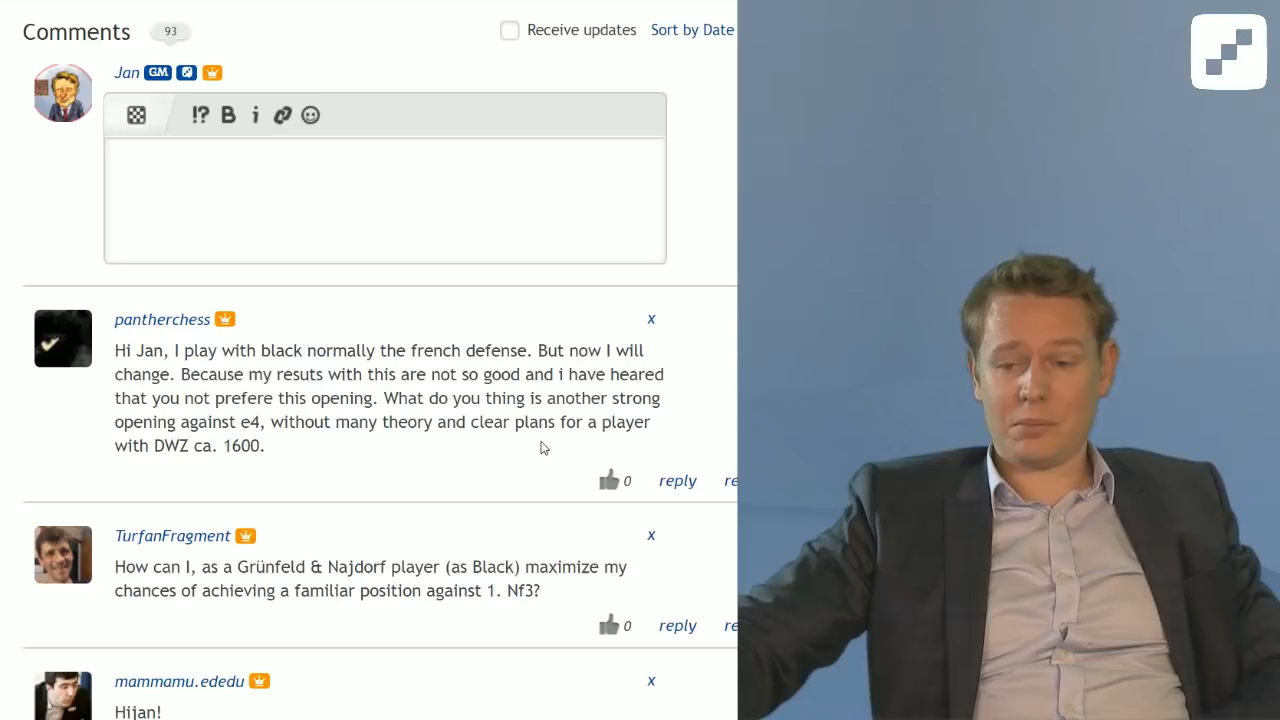 Comments 93 Receive updates Sort by Date
Jan GM
!? B i
pantherchess x
Hi Jan, I play with black normally the french defense. But now I will
change. Because my resuts with this are not so good and i have heared
that you not prefere this opening. What do you thing is another strong
opening against e4, without many theory and clear plans for a player
with DWZ ca. 1600.
0 reply re
TurfanFragment x
How can I, as a Grünfeld & Najdorf player (as Black) maximize my
chances of achieving a familiar position against 1. Nf3?
0 reply re
mammamu.ededu x
Hijan!